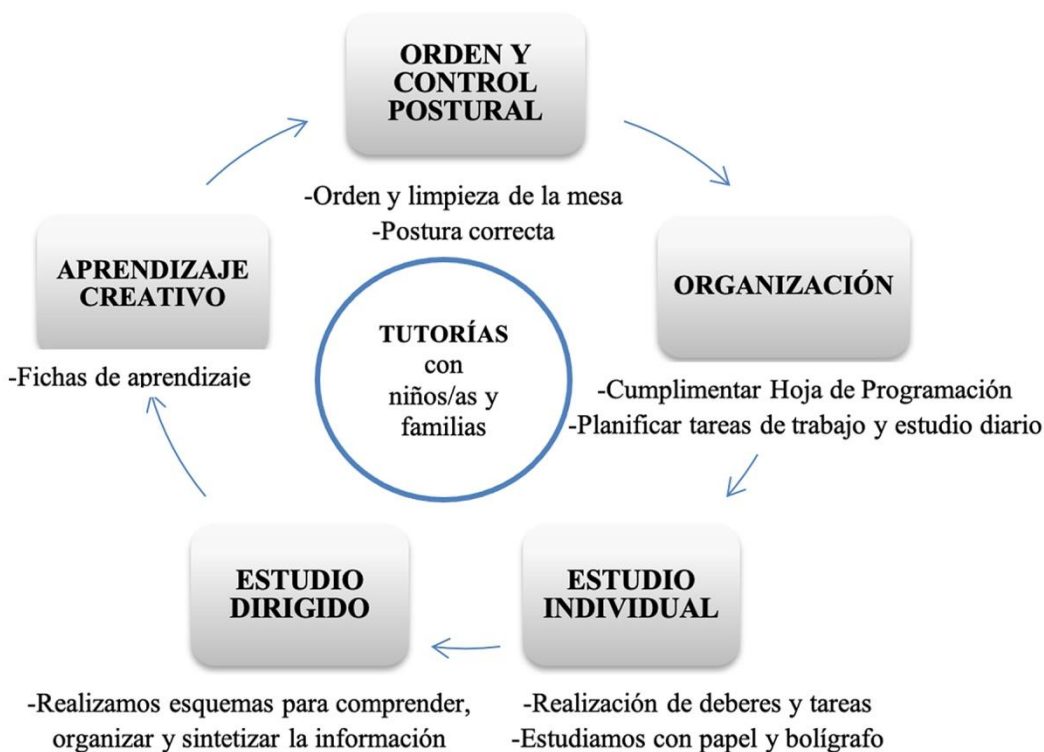 ORDEN Y
CONTROL
POSTURAL
-Orden y limpieza de la mesa
-Postura correcta
ORGANIZACIÓN
-Cumplimentar Hoja de Programación
-Planificar tareas de trabajo y estudio diario
ESTUDIO
INDIVIDUAL
-Realización de deberes y tareas
-Estudiamos con papel y bolígrafo
ESTUDIO
DIRIGIDO
-Realizamos esquemas para comprender,
organizar y sintetizar la información
APRENDIZAJE
CREATIVO
-Fichas de aprendizaje
TUTORÍAS
con
niños/as y
familias